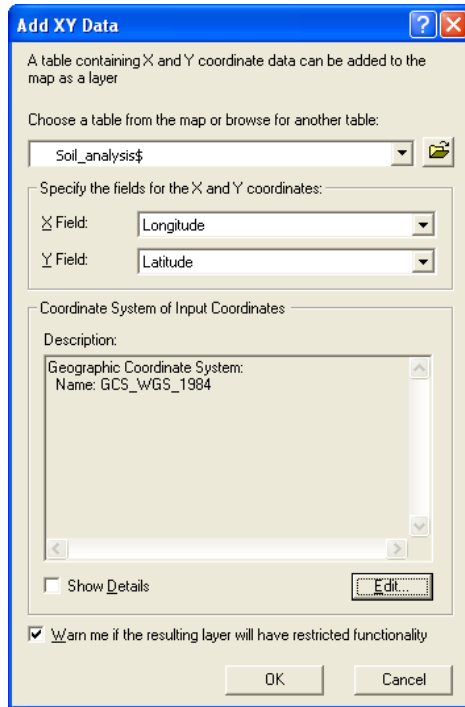 Add XY Data
A table containing X and Y coordinate data can be added to the
map as a layer
Choose a table from the map or browse for another table:
Soil_analysis$
Specify the fields for the X and Y coordinates:
X Field:
Longitude
Y Field:
Latitude
Coordinate System of Input Coordinates
Description:
Geographic Coordinate System:
Name: GCS_WGS_1984
Show Details
Edit...
Warn me if the resulting layer will have restricted functionality
OK
Cancel